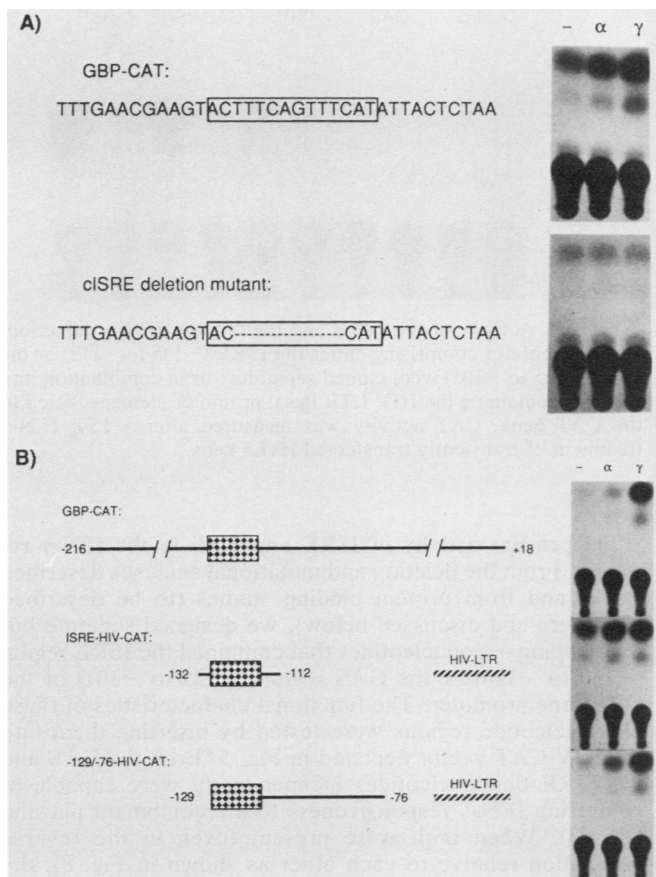 A)
- α γ
GBP-CAT:
TTTGAACGAAGTACTTTCAGTTTCATATTACTCTAA
cISRE deletion mutant:
TTTGAACGAAGTAC----------------CATATTACTCTAA
B)
- α γ
GBP-CAT:
-216 +18
ISRE-HIV-CAT:
HIV-LTR
-132 -112
-129/-76-HIV-CAT:
HIV-LTR
-129 -76